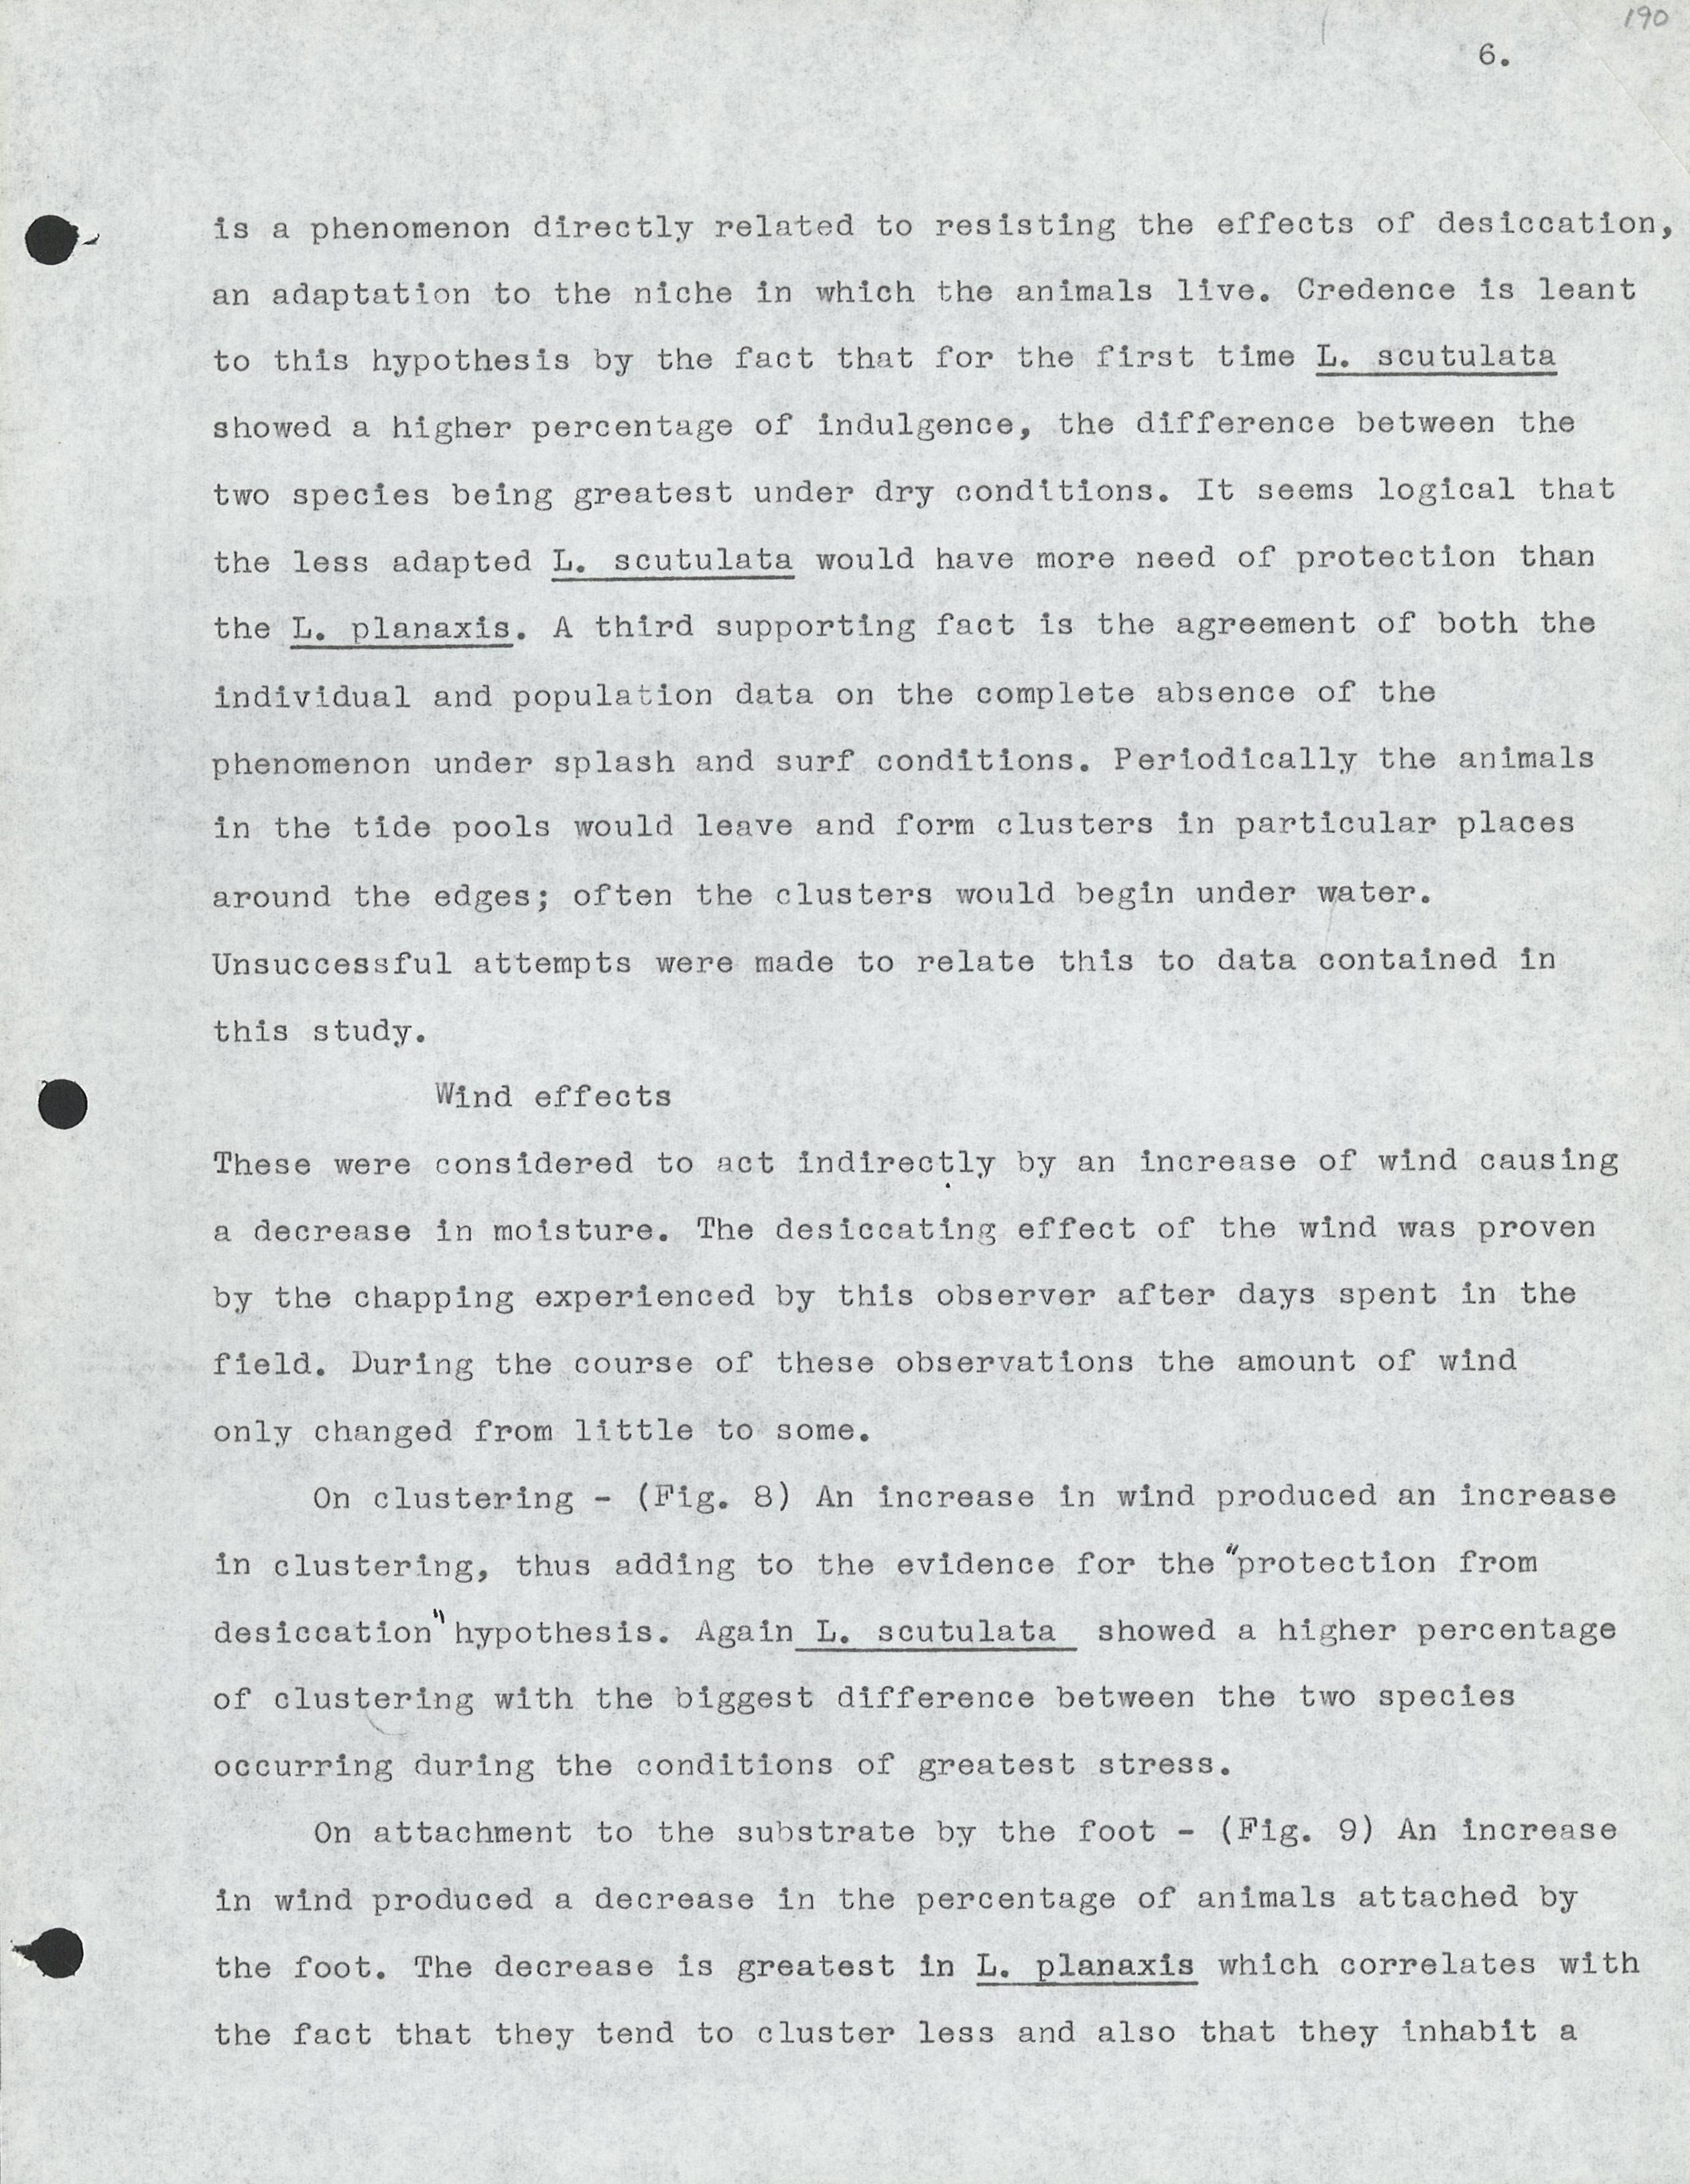 190
6.
is a phenomenon directly related to resisting the effects of desiccation,
an adaptation to the niche in which the animals live. Credence is leant
to this hypothesis by the fact that for the first time L. scutulata
showed a higher percentage of indulgence, the difference between the
two species being greatest under dry conditions. It seems logical that
the less adapted L. scutulata would have more need of protection than
the L. planaxis. A third supporting fact is the agreement of both the
individual and population data on the complete absence of the
phenomenon under splash and surf conditions. Periodically the animals
in the tide pools would leave and form clusters in particular places
around the edges; often the clusters would begin under water.
Unsuccessful attempts were made to relate this to data contained in
this study.
Wind effects
These were considered to act indirectly by an increase of wind causing
a decrease in moisture. The desiccating effect of the wind was proven
by the chapping experienced by this observer after days spent in the
field. During the course of these observations the amount of wind
only changed from little to some.
On clustering - (Fig. 8) An increase in wind produced an increase
in clustering, thus adding to the evidence for the "protection from
desiccation" hypothesis. Again L. scutulata showed a higher percentage
of clustering with the biggest difference between the two species
occurring during the conditions of greatest stress.
On attachment to the substrate by the foot - (Fig. 9) An increase
in wind produced a decrease in the percentage of animals attached by
the foot. The decrease is greatest in L. planaxis which correlates with
the fact that they tend to cluster less and also that they inhabit a